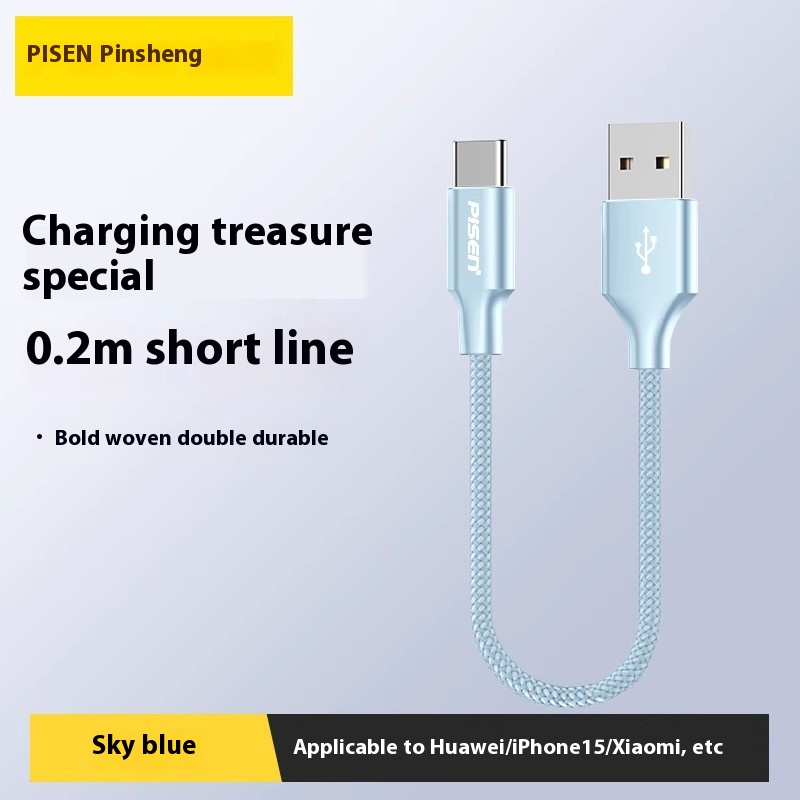 PISEN Pinsheng
Charging treasure
special
0.2m short line
• Bold woven double durable
PISEN
Sky blue
Applicable to Huawei/iPhone15/Xiaomi, etc